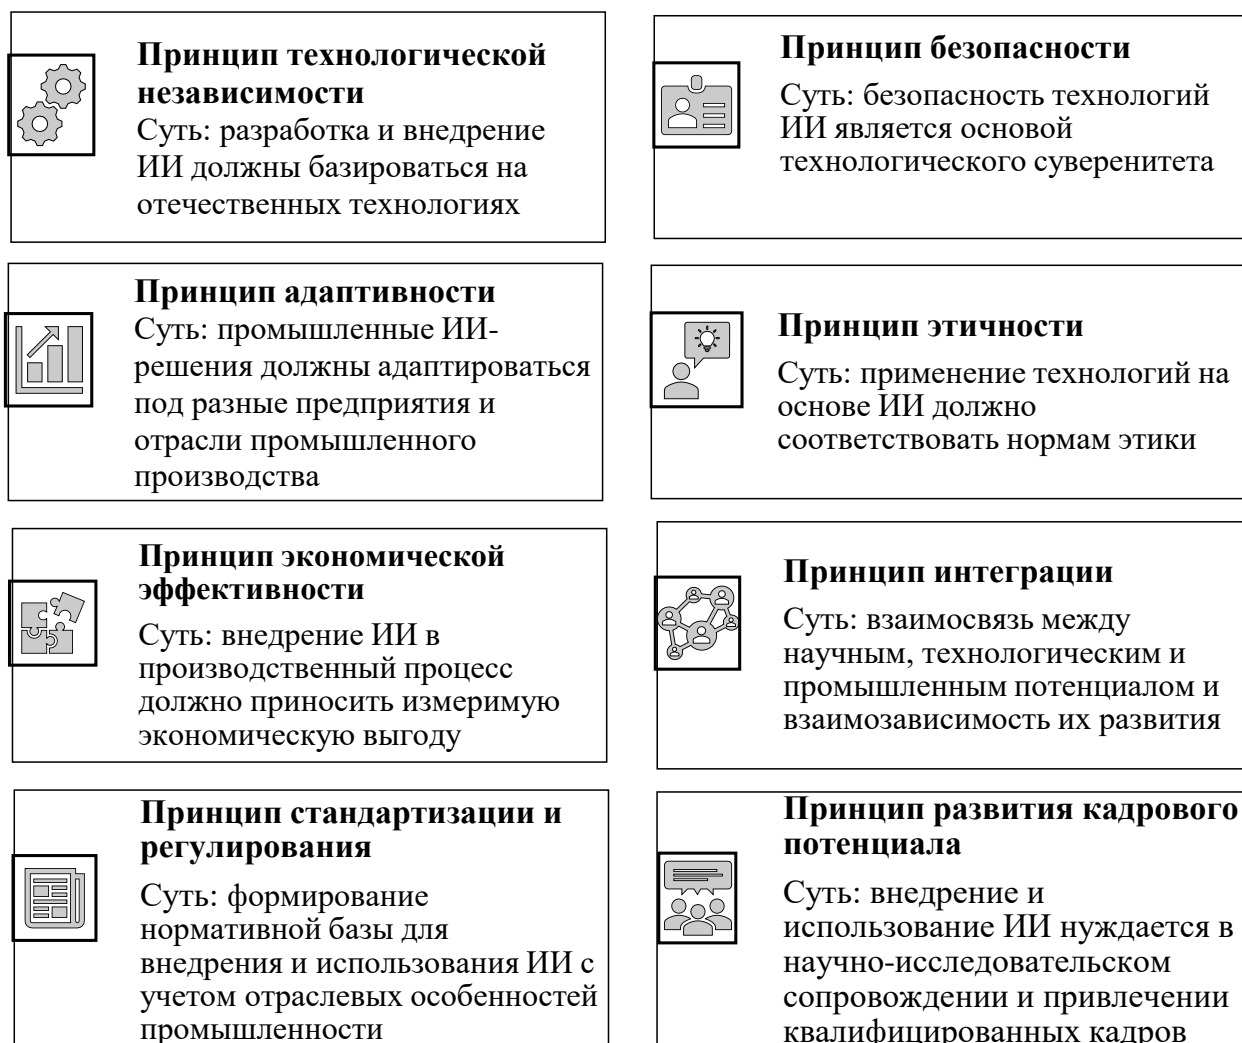 Принцип технологической
независимости
Суть: разработка и внедрение
ИИ должны базироваться на
отечественных технологиях
Принцип безопасности
Суть: безопасность технологий
ИИ является основой
технологического суверенитета
Принцип адаптивности
Суть: промышленные ИИ-
решения должны адаптироваться
под разные предприятия и
отрасли промышленного
производства
Принцип этичности
Суть: применение технологий на
основе ИИ должно
соответствовать нормам этики
Принцип экономической
эффективности
Суть: внедрение ИИ в
производственный процесс
должно приносить измеримую
экономическую выгоду
Принцип интеграции
Суть: взаимосвязь между
научным, технологическим и
промышленным потенциалом и
взаимозависимость их развития
Принцип стандартизации и
регулирования
Суть: формирование
нормативной базы для
внедрения и использования ИИ с
учетом отраслевых особенностей
промышленности
Принцип развития кадрового
потенциала
Суть: внедрение и
использование ИИ нуждается в
научно-исследовательском
сопровождении и привлечении
квалифицированных кадров